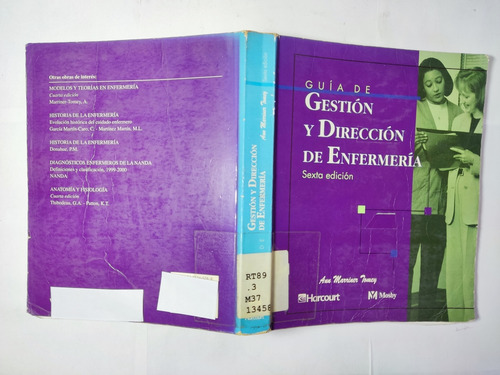 Otras obras de interés:
MODELOS Y TEORÍAS EN ENFERMERÍA
Cuarta edición
Marriner-Tomey, A.
HISTORIA DE LA ENFERMERÍA
Evolución histórica del cuidado enfermero
García Martín-Caro, C. - Martínez Martín, M.L.
HISTORIA DE LA ENFERMERÍA
Donahue, P.M.
DIAGNÓSTICOS ENFERMEROS DE LA NANDA
Definiciones y clasificación, 1999-2000
NANDA
ANATOMÍA Y FISIOLOGÍA
Cuarta edición
Thibodeau, G.A. - Patton, K.T.
Ann Marriner Tomey
GESTIÓN Y DIRECCIÓN
DE ENFERMERÍA
RT89
.3
M37
13458
GUÍA DE
GESTIÓN
Y DIRECCIÓN
DE ENFERMERÍA
Sexta edición
Ann Marriner Tomey
Harcourt
Mosby